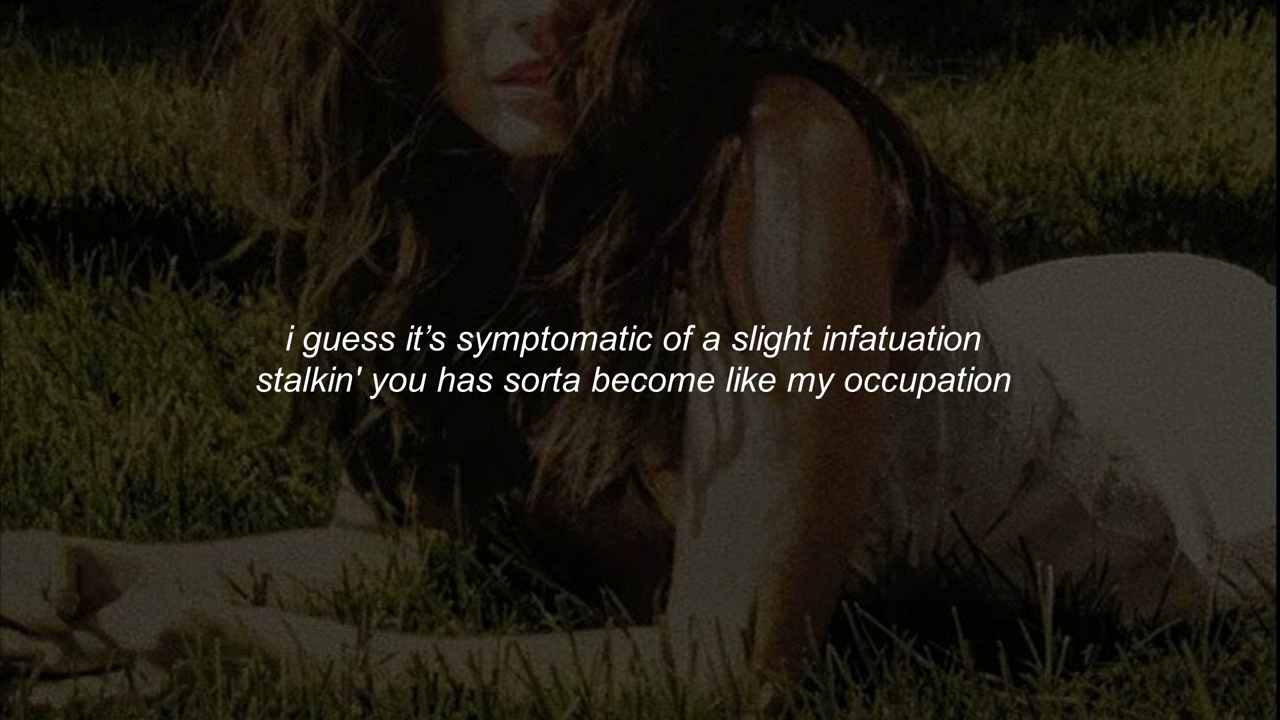 i guess it’s symptomatic of a slight infatuation
stalkin' you has sorta become like my occupation